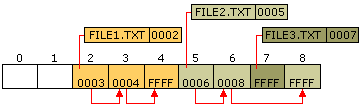 FILE2.TXT 0005
FILE1.TXT 0002
FILE3.TXT 0007
0 1 2 3 4 5 6 7 8
0003 0004 FFFF 0006 0008 FFFF FFFF